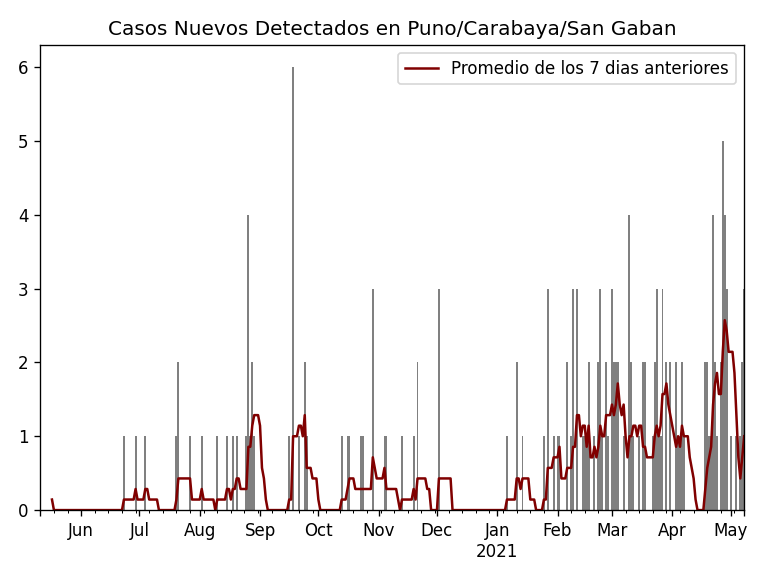 Casos Nuevos Detectados en Puno/Carabaya/San Gaban
Promedio de los 7 dias anteriores
6
5
4
3
2
1
0
Jun Jul Aug Sep Oct Nov Dec Jan Feb Mar Apr May
2021